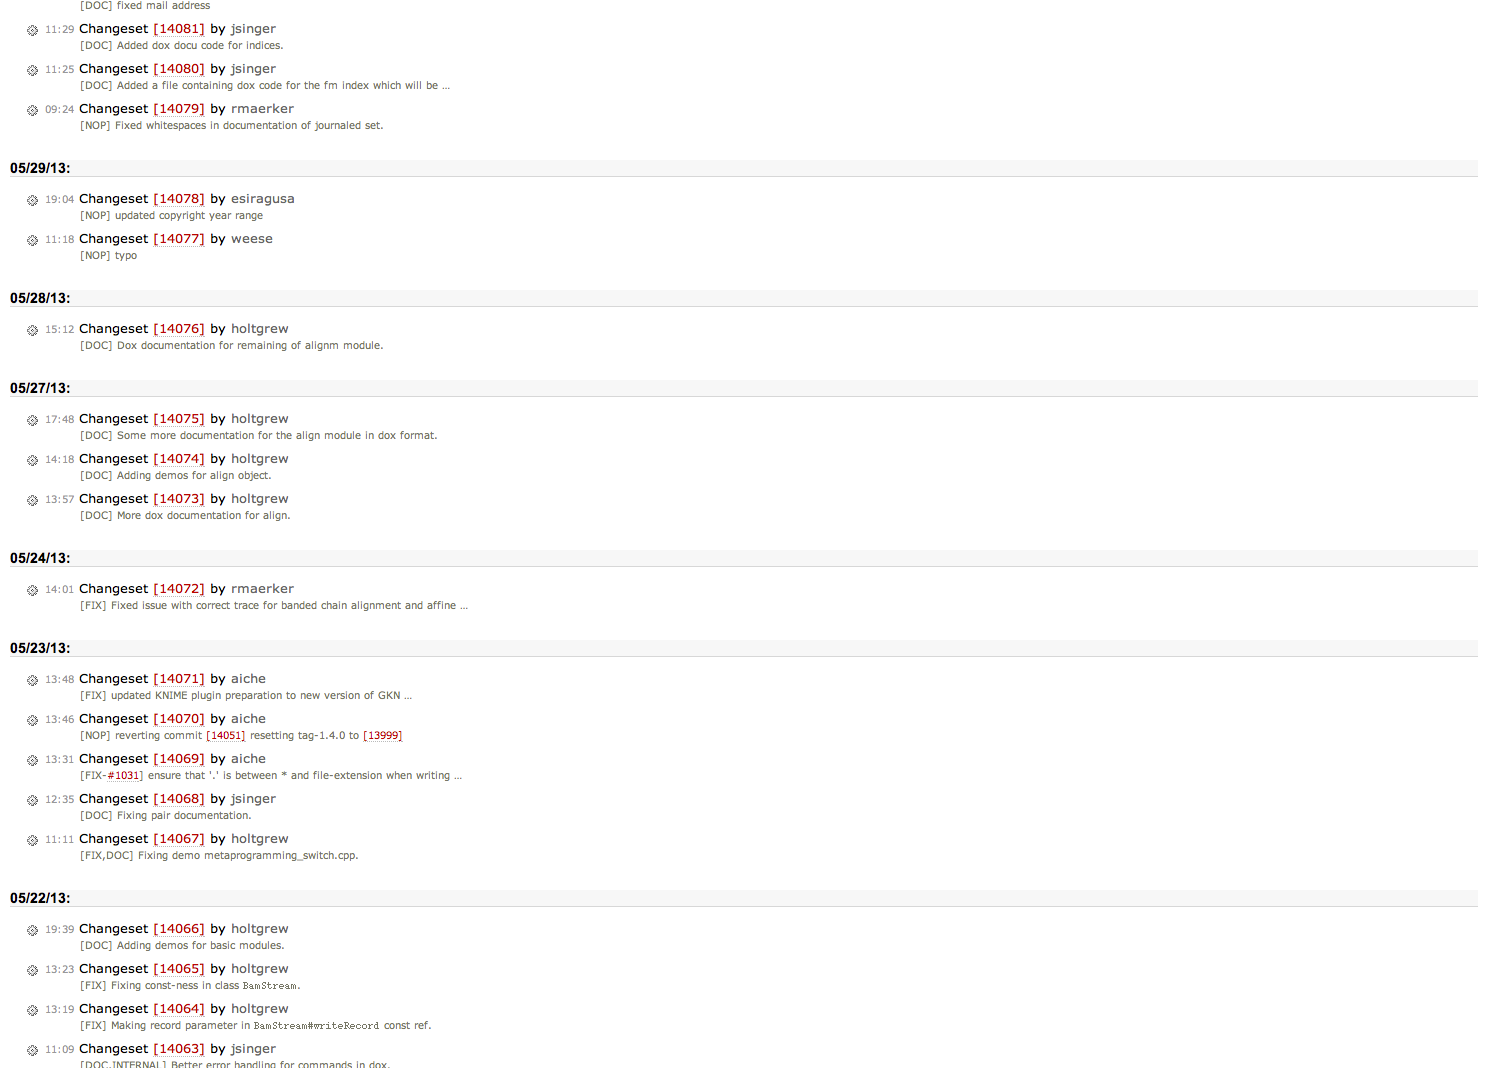 [DOC] fixed mail address
11:29 Changeset [14081] by jsinger
[DOC] Added dox docu code for indices.
11:25 Changeset [14080] by jsinger
[DOC] Added a file containing dox code for the fm index which will be ...
09:24 Changeset [14079] by rmaerker
[NOP] Fixed whitespaces in documentation of journaled set.
05/29/13:
19:04 Changeset [14078] by esiragusa
[NOP] updated copyright year range
11:18 Changeset [14077] by weese
[NOP] typo
05/28/13:
15:12 Changeset [14076] by holtgrew
[DOC] Dox documentation for remaining of alignm module.
05/27/13:
17:48 Changeset [14075] by holtgrew
[DOC] Some more documentation for the align module in dox format.
14:18 Changeset [14074] by holtgrew
[DOC] Adding demos for align object.
13:57 Changeset [14073] by holtgrew
[DOC] More dox documentation for align.
05/24/13:
14:01 Changeset [14072] by rmaerker
[FIX] Fixed issue with correct trace for banded chain alignment and affine ...
05/23/13:
13:48 Changeset [14071] by aiche
[FIX] updated KNIME plugin preparation to new version of GKN ...
13:46 Changeset [14070] by aiche
[NOP] reverting commit [14051] resetting tag-1.4.0 to [13999]
13:31 Changeset [14069] by aiche
[FIX-#1031] ensure that '.' is between * and file-extension when writing ...
12:35 Changeset [14068] by jsinger
[DOC] Fixing pair documentation.
11:11 Changeset [14067] by holtgrew
[FIX,DOC] Fixing demo metaprogramming_switch.cpp.
05/22/13:
19:39 Changeset [14066] by holtgrew
[DOC] Adding demos for basic modules.
13:23 Changeset [14065] by holtgrew
[FIX] Fixing const-ness in class BamStream.
13:19 Changeset [14064] by holtgrew
[FIX] Making record parameter in BamStream#writeRecord const ref.
11:09 Changeset [14063] by jsinger
[DOC,INTERNAL] Better error handling for commands in dox.